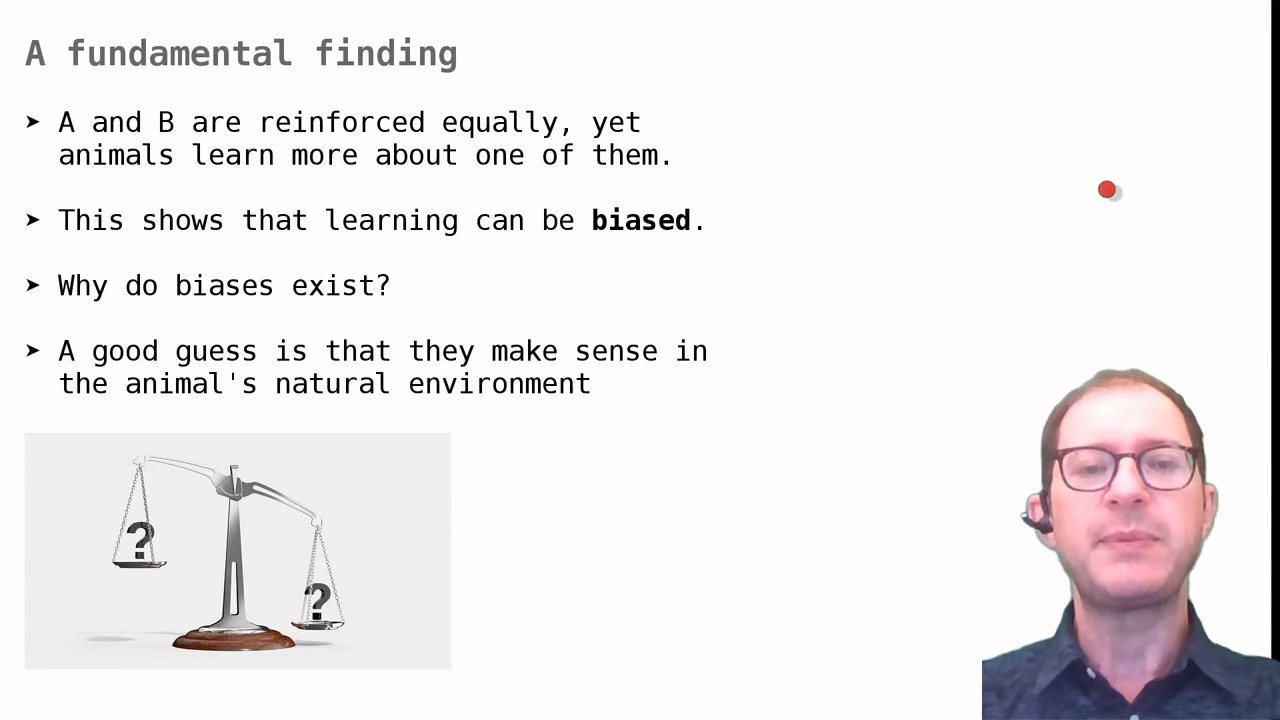 A fundamental finding
➤ A and B are reinforced equally, yet
animals learn more about one of them.
➤ This shows that learning can be biased.
➤ Why do biases exist?
➤ A good guess is that they make sense in
the animal's natural environment
?
?